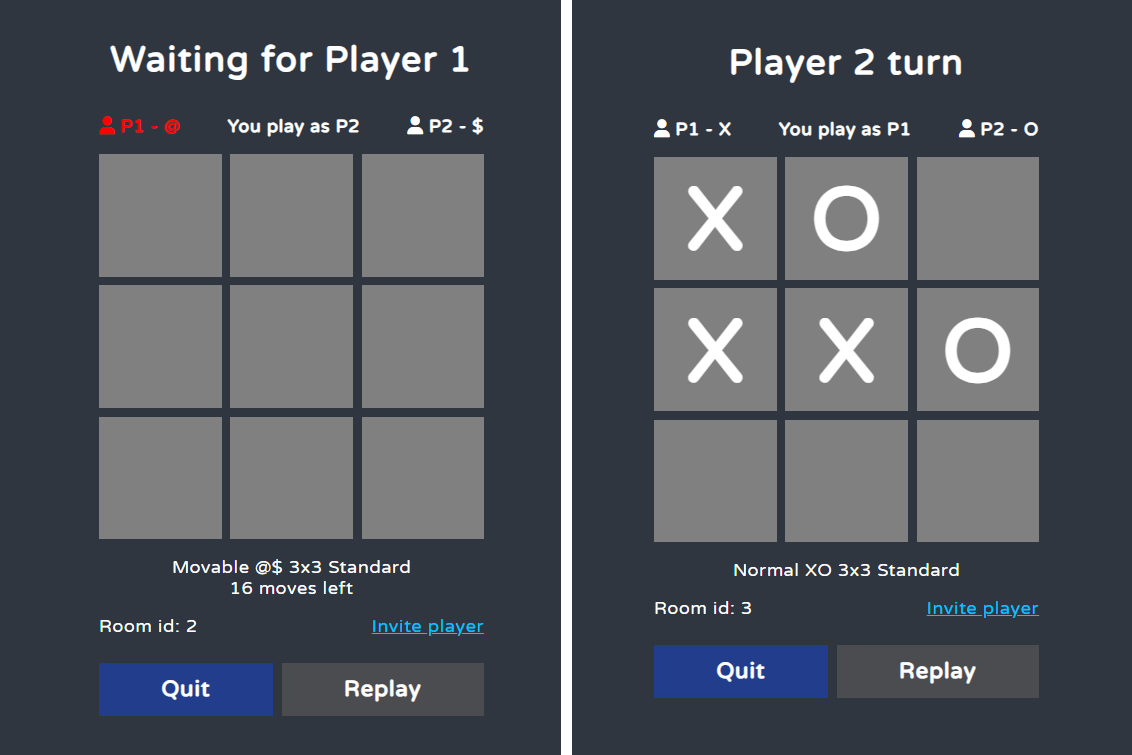 Waiting for Player 1
P1 - @ You play as P2 P2 - $
Movable @$ 3x3 Standard
16 moves left
Room id: 2 Invite player
Quit Replay
Player 2 turn
P1 - X You play as P1 P2 - O
X O
X X O
Normal XO 3x3 Standard
Room id: 3 Invite player
Quit Replay